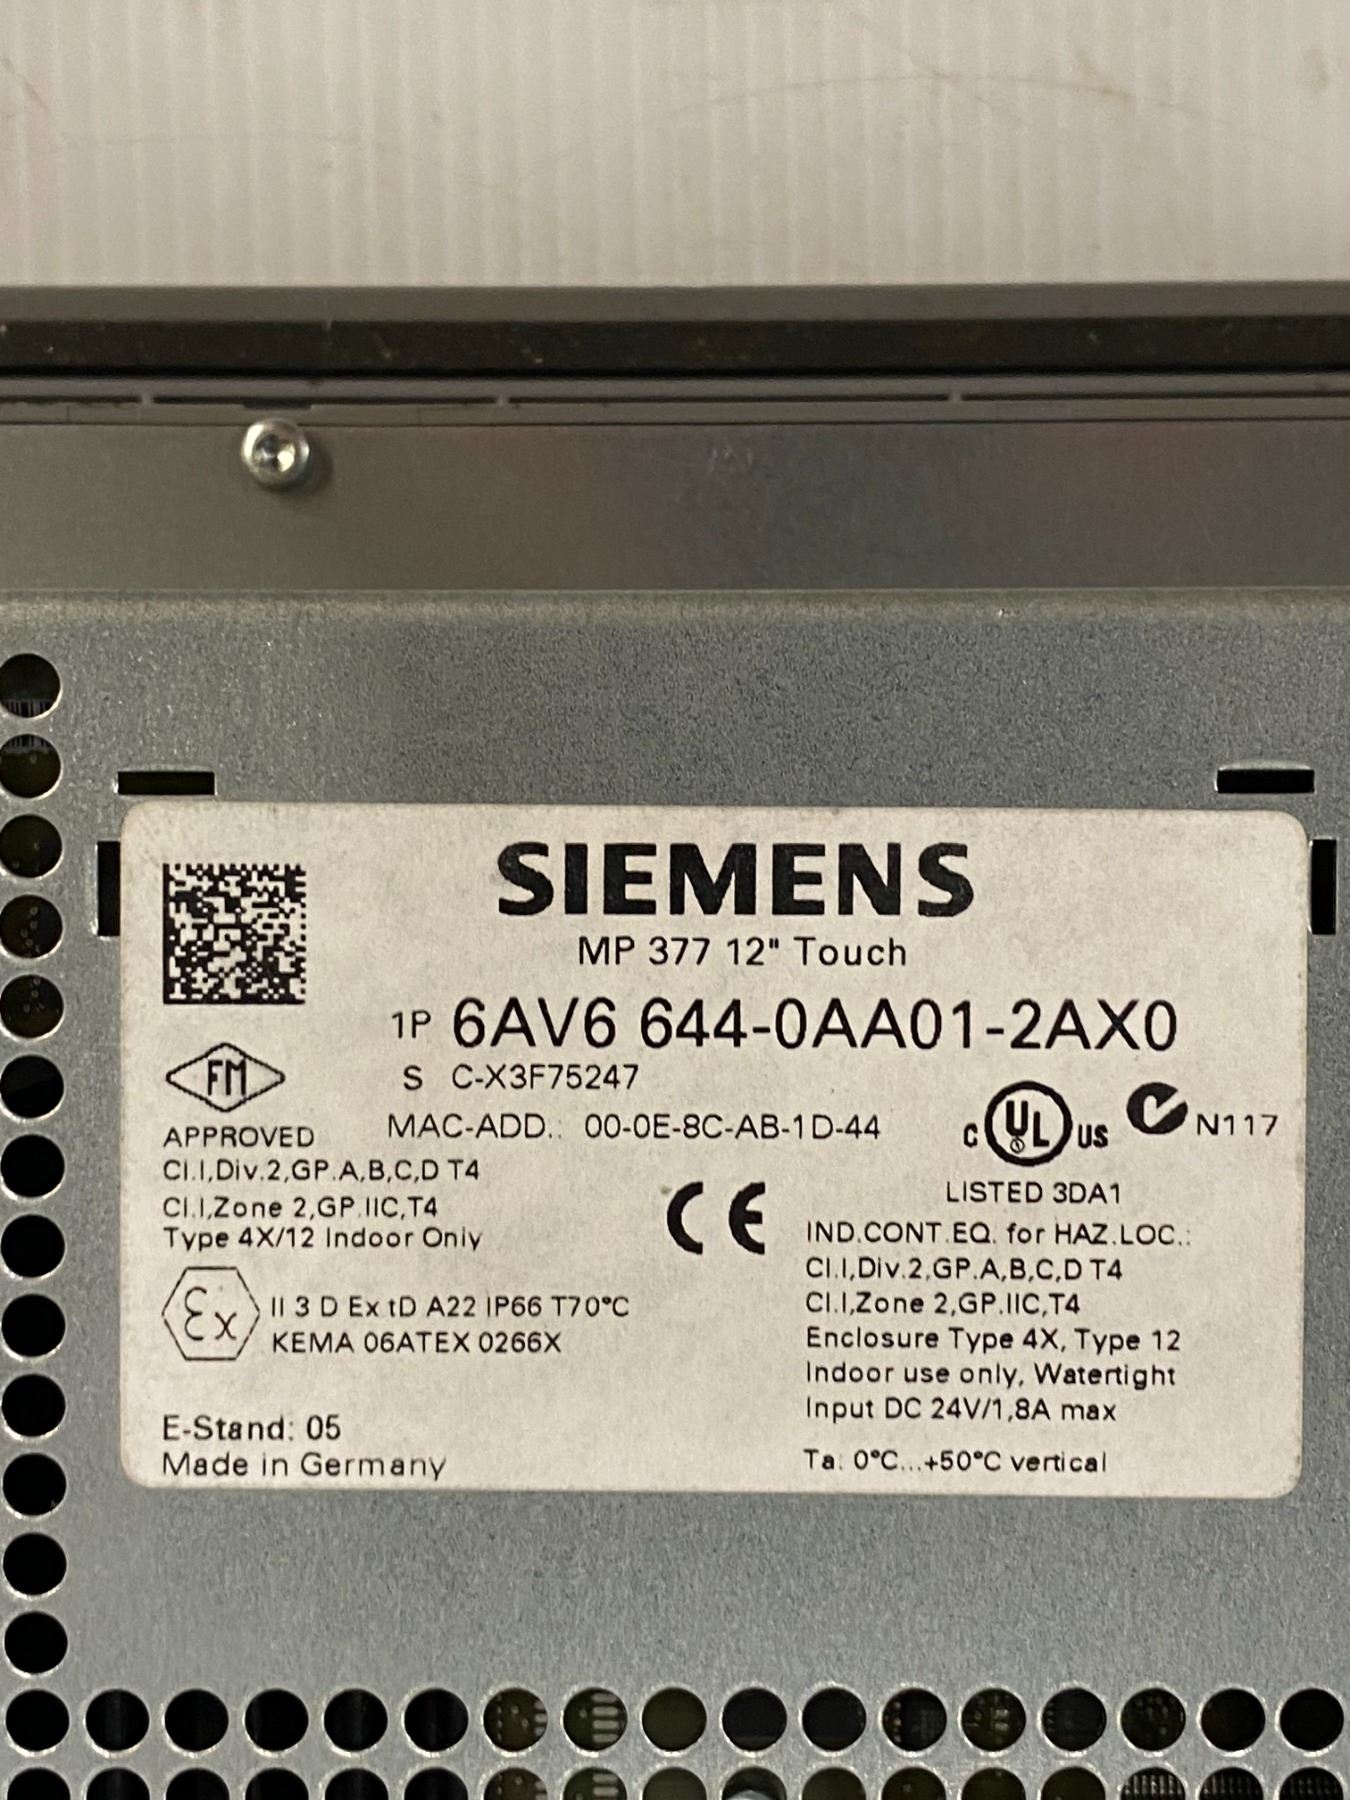 SIEMENS
MP 377 12" Touch
1P 6AV6 644-0AA01-2AX0
S C-X3F75247
MAC-ADD.: 00-0E-8C-AB-1D-44
FM
APPROVED
Cl.I,Div.2,GP.A,B,C,D T4
Cl.I,Zone 2,GP.IIC,T4
Type 4X/12 Indoor Only
C UL US
N117
LISTED 3DA1
CE
IND.CONT.EQ. for HAZ.LOC.:
Cl.I,Div.2,GP.A,B,C,D T4
Cl.I,Zone 2,GP.IIC,T4
Enclosure Type 4X, Type 12
Indoor use only, Watertight
Input DC 24V/1,8A max
Ta: 0°C...+50°C vertical
Ex II 3 D Ex tD A22 IP66 T70°C
KEMA 06ATEX 0266X
E-Stand: 05
Made in Germany